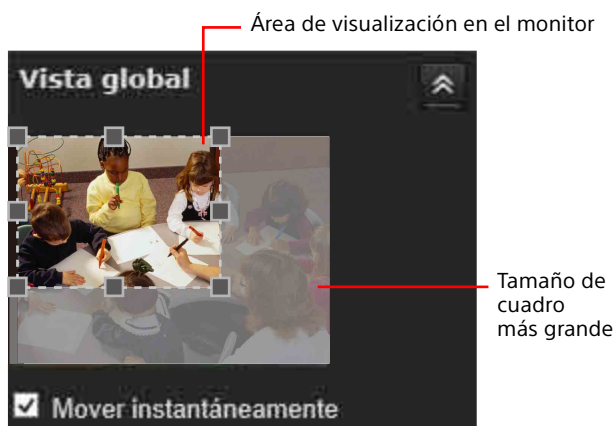 Área de visualización en el monitor
Vista global
Tamaño de
cuadro
más grande
Mover instantáneamente